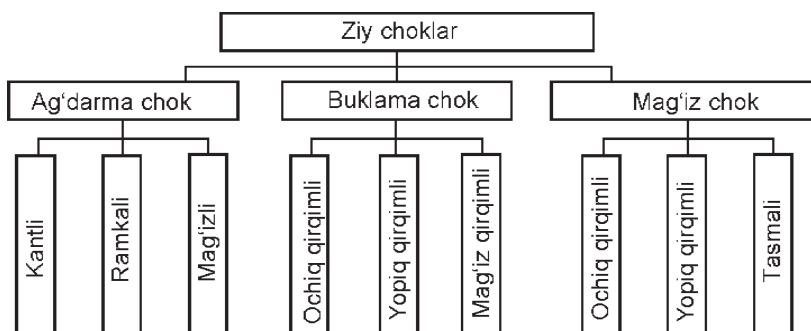 Ziy choklar
Ag‘darma chok
Buklama chok
Mag‘iz chok
Kantli
Ramkali
Mag‘izli
Ochiq qirqimli
Yopiq qirqimli
Mag‘iz qirqimli
Ochiq qirqimli
Yopiq qirqimli
Tasmali